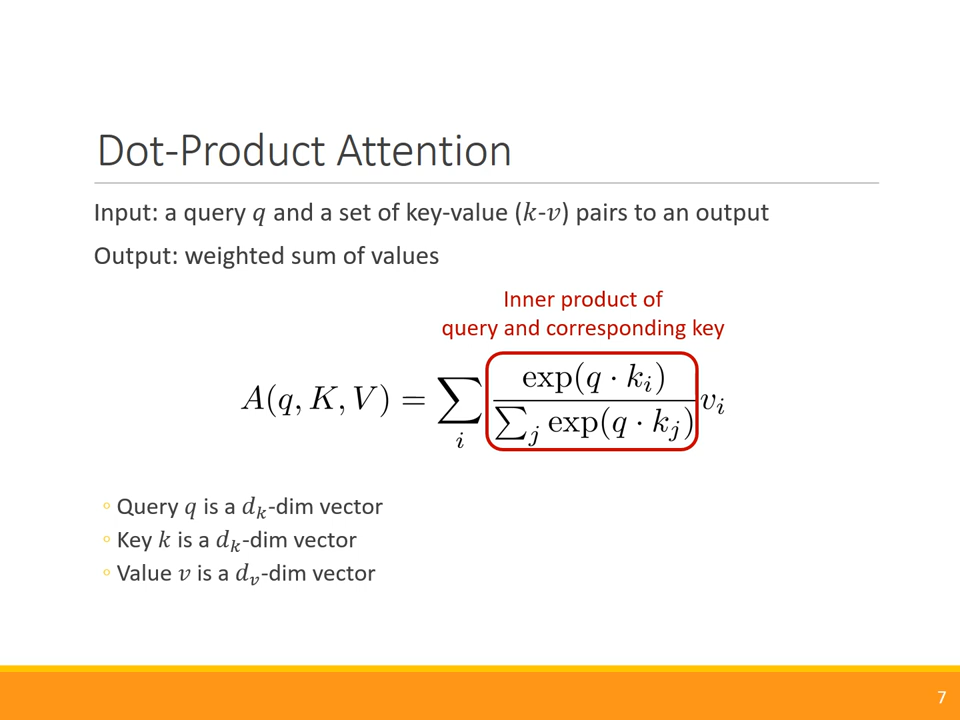 Dot-Product Attention
Input: a query q and a set of key-value (k-v) pairs to an output
Output: weighted sum of values
Inner product of
query and corresponding key
A(q, K, V) = ∑_i exp(q · k_i) / ∑_j exp(q · k_j) v_i
◦ Query q is a d_k-dim vector
◦ Key k is a d_k-dim vector
◦ Value v is a d_v-dim vector
7